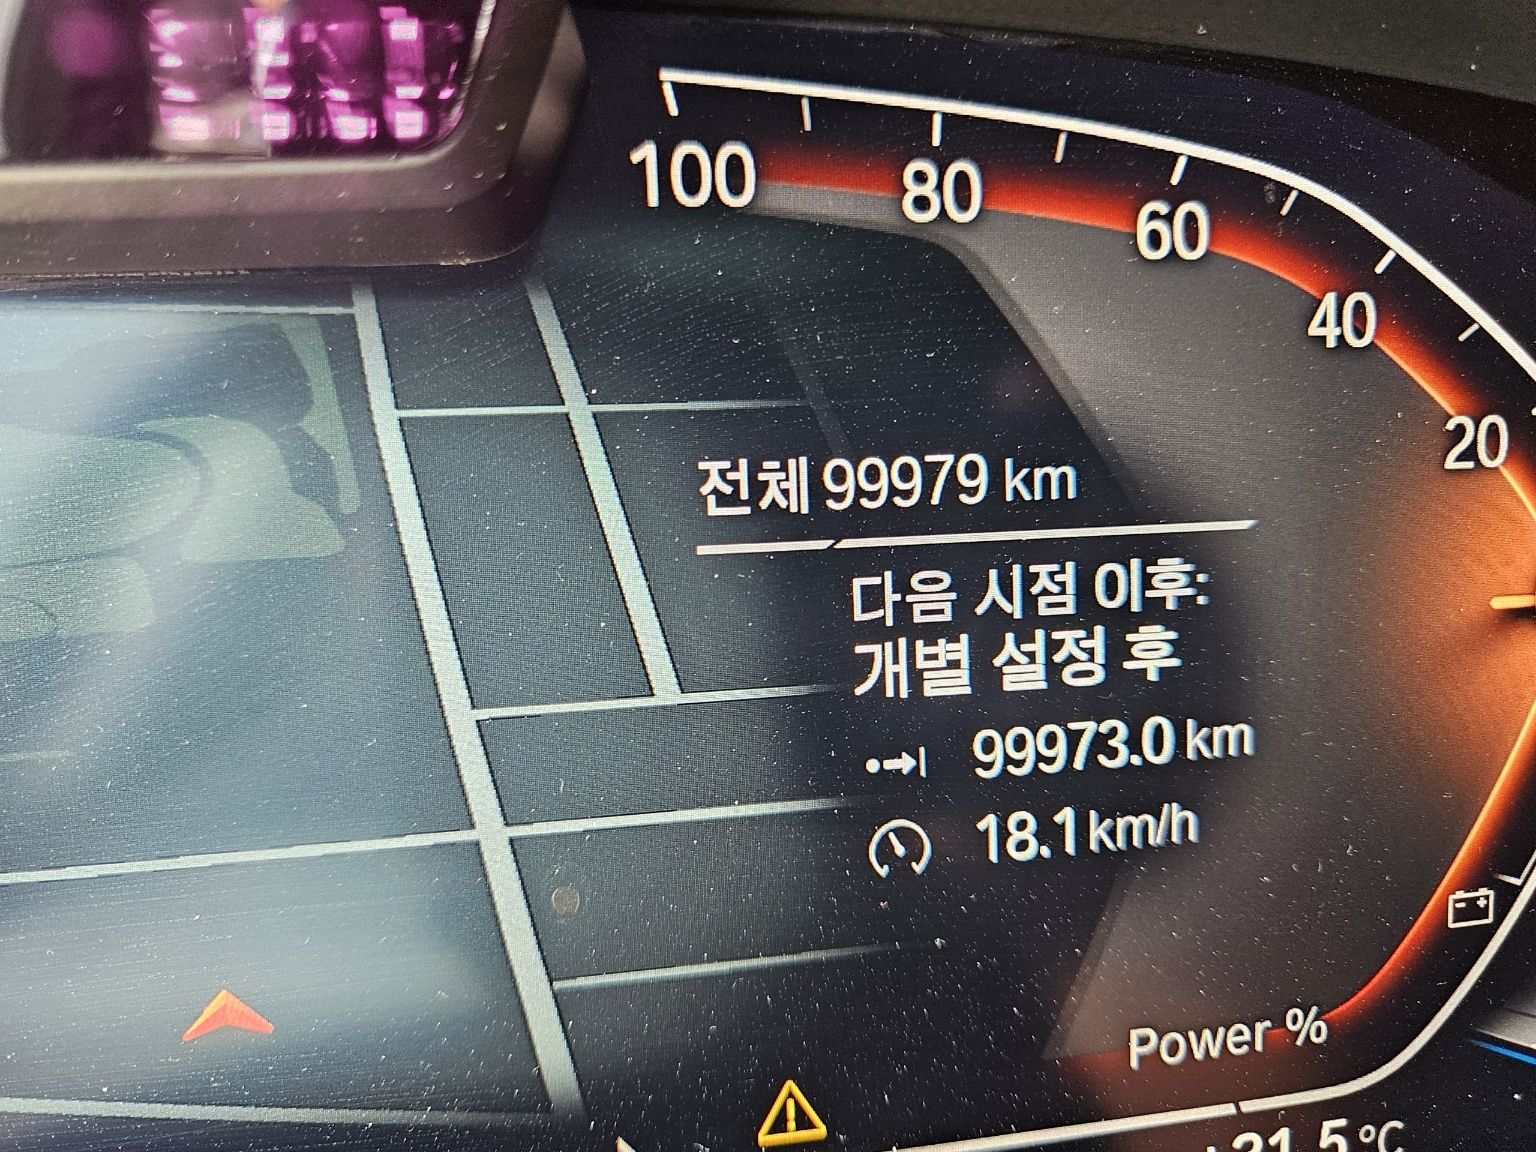 100
80
60
40
20
전체 99979 km
다음 시점 이후:
개별 설정 후
99973.0 km
18.1 km/h
Power %